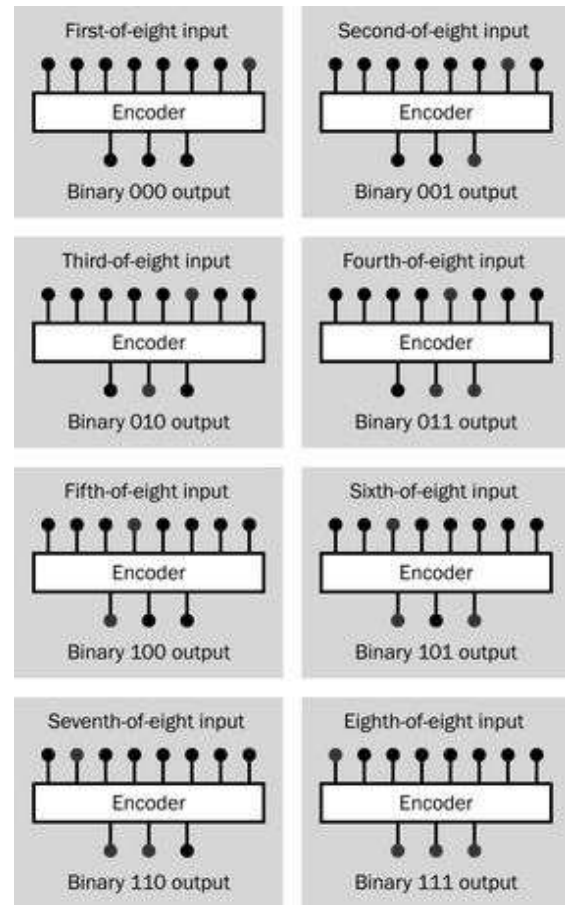 First-of-eight input
Encoder
Binary 000 output
Second-of-eight input
Encoder
Binary 001 output
Third-of-eight input
Encoder
Binary 010 output
Fourth-of-eight input
Encoder
Binary 011 output
Fifth-of-eight input
Encoder
Binary 100 output
Sixth-of-eight input
Encoder
Binary 101 output
Seventh-of-eight input
Encoder
Binary 110 output
Eighth-of-eight input
Encoder
Binary 111 output